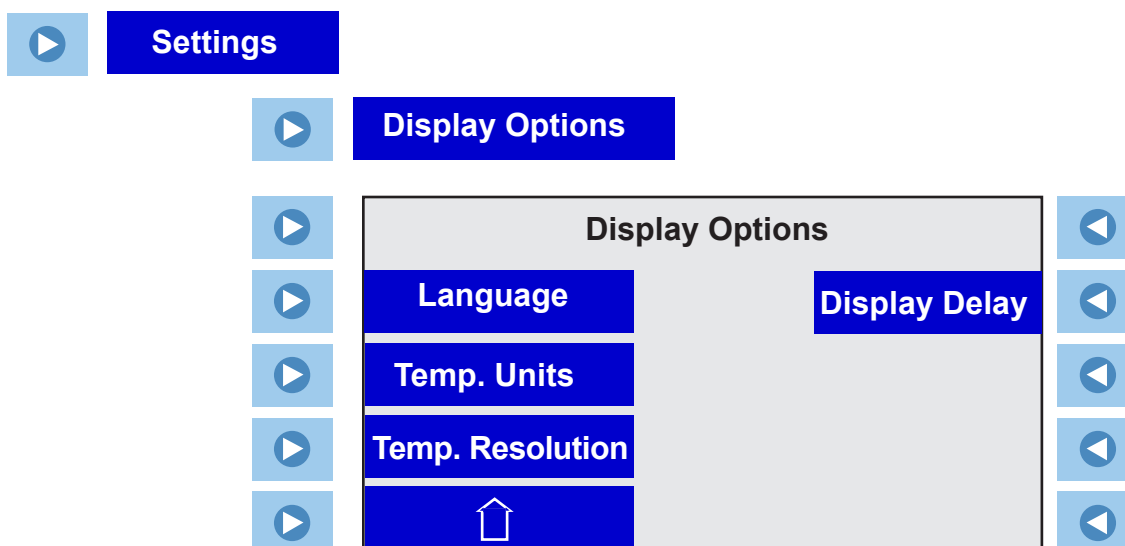 Settings
Display Options
Display Options
Language
Display Delay
Temp. Units
Temp. Resolution